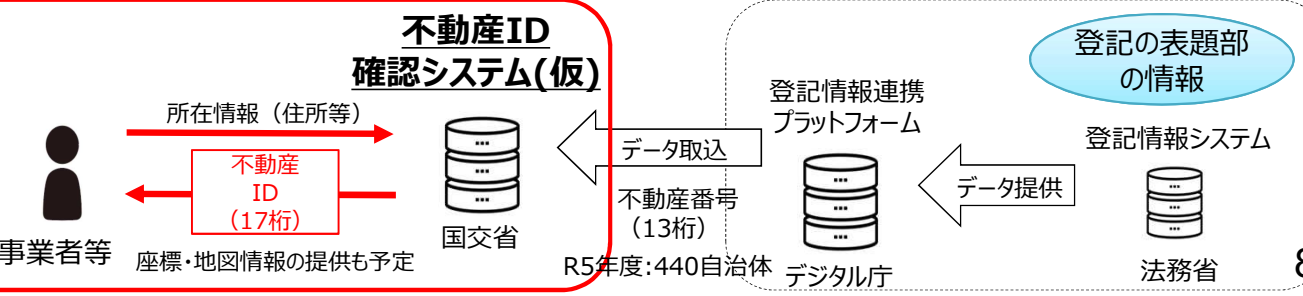 不動産ID
確認システム(仮)
所在情報（住所等）
不動産
ID
（17桁）
座標・地図情報の提供も予定
事業者等
国交省
データ取込
不動産番号
（13桁）
R5年度:440自治体
登記情報連携
プラットフォーム
デジタル庁
データ提供
登記の表題部
の情報
登記情報システム
法務省
8